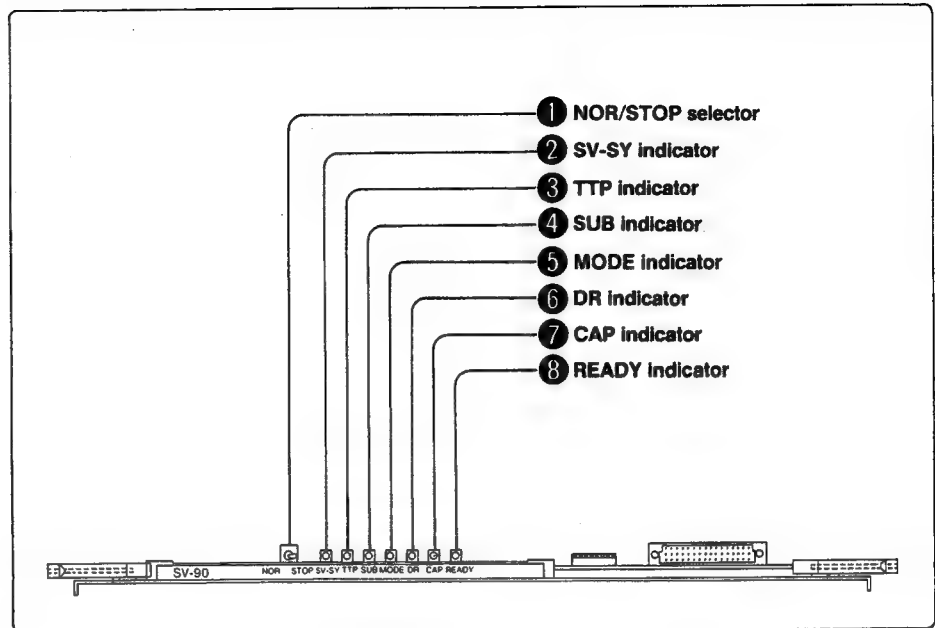 1 NOR/STOP selector
2 SV-SY indicator
3 TTP indicator
4 SUB indicator
5 MODE indicator
6 DR indicator
7 CAP indicator
8 READY indicator
SV-90 NOR STOP SV-SY TTP SUB MODE DR CAP READY